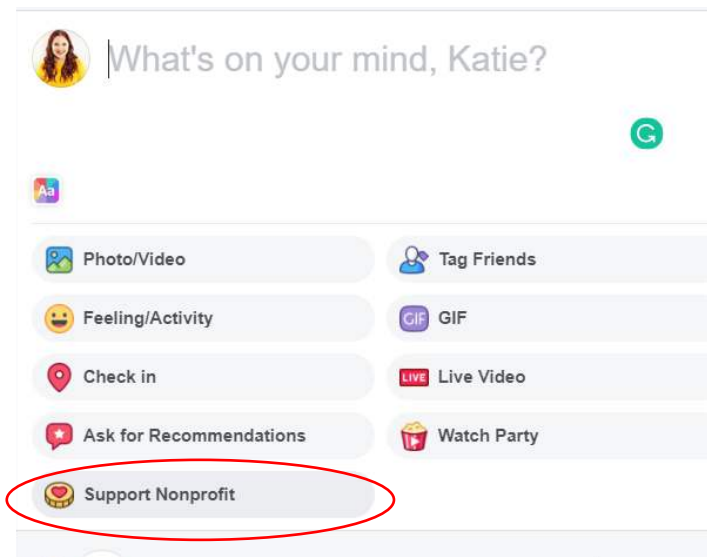 What's on your mind, Katie?
G
Aa
Photo/Video
Tag Friends
Feeling/Activity
GIF GIF
Check in
LIVE Live Video
Ask for Recommendations
Watch Party
Support Nonprofit